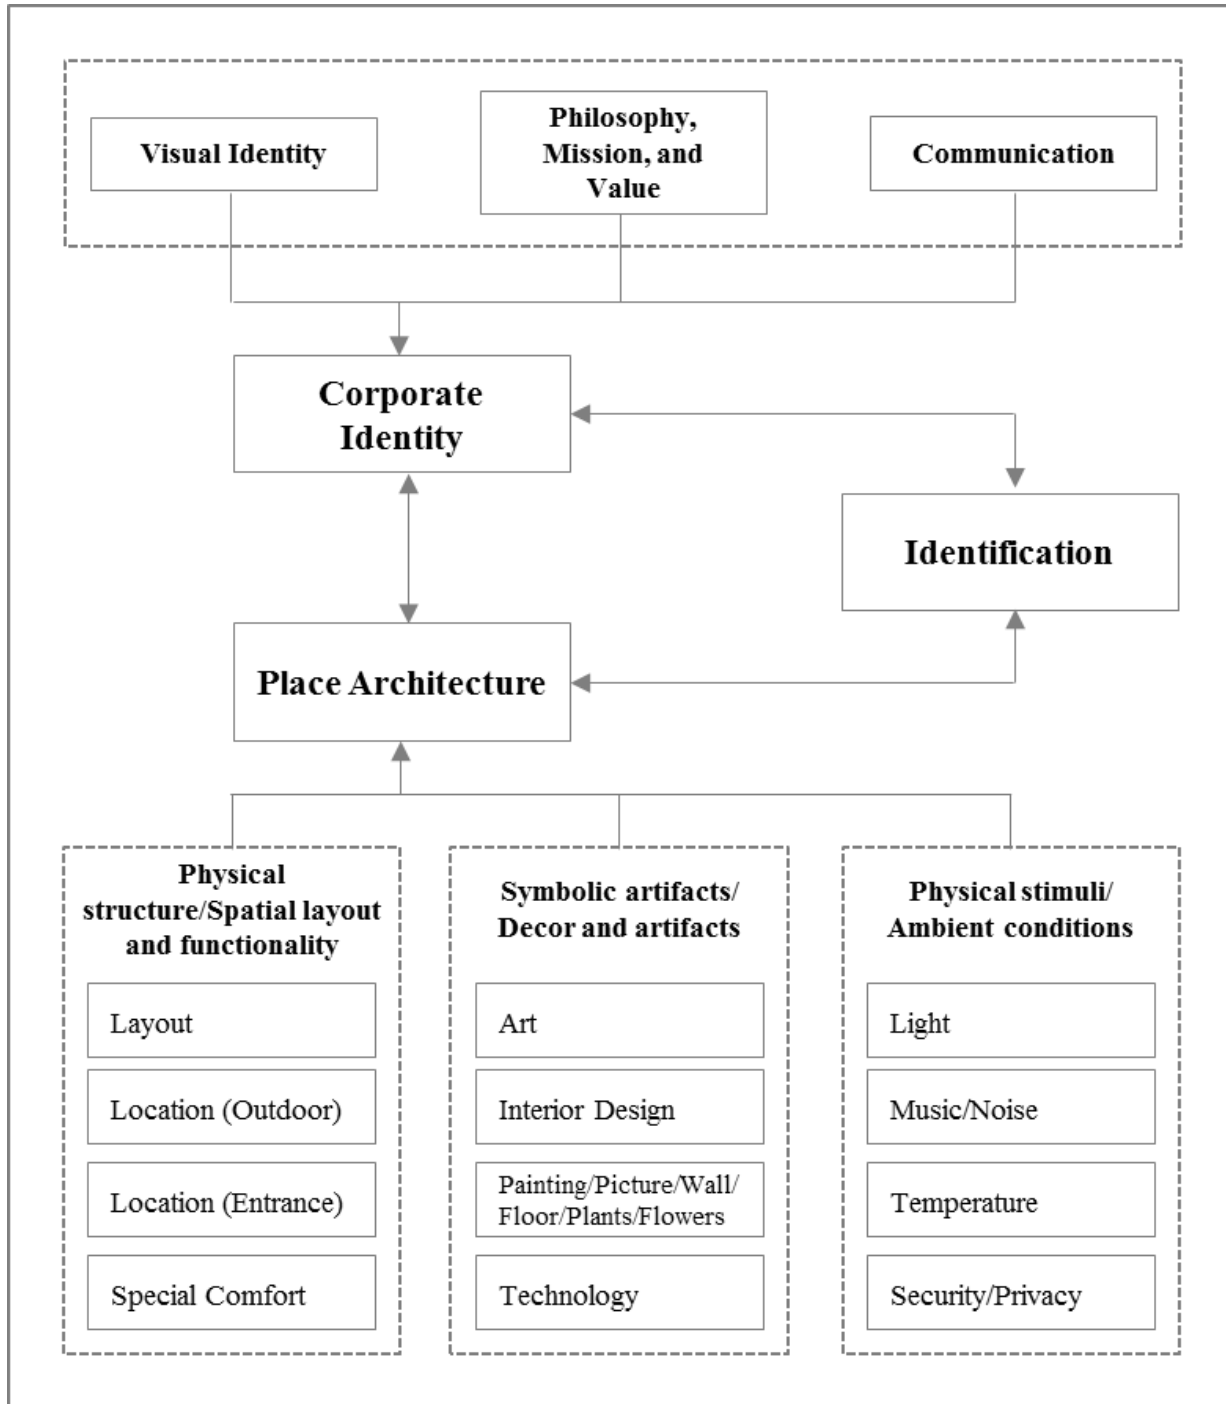 Visual Identity
Philosophy,
Mission, and
Value
Communication
Corporate
Identity
Identification
Place Architecture
Physical
structure/Spatial layout
and functionality
Layout
Location (Outdoor)
Location (Entrance)
Special Comfort
Symbolic artifacts/
Decor and artifacts
Art
Interior Design
Painting/Picture/Wall/
Floor/Plants/Flowers
Technology
Physical stimuli/
Ambient conditions
Light
Music/Noise
Temperature
Security/Privacy